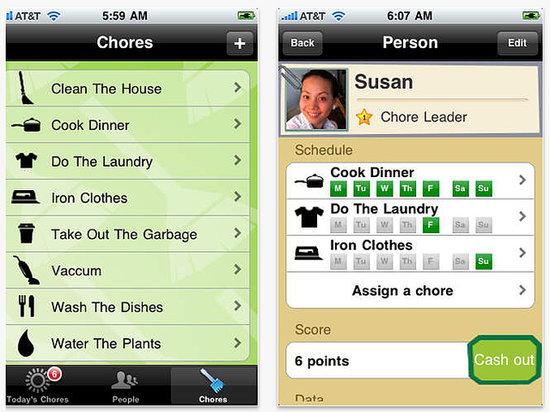 AT&T 5:59 AM
Chores
+
Clean The House
Cook Dinner
Do The Laundry
Iron Clothes
Take Out The Garbage
Vaccum
Wash The Dishes
Water The Plants
6
Today's Chores People Chores
AT&T 6:07 AM
Back Person Edit
Susan
1 Chore Leader
Schedule
Cook Dinner
M Tu W Th F Sa Su
Do The Laundry
M Tu W Th F Sa Su
Iron Clothes
M Tu W Th F Sa Su
Assign a chore
Score
6 points Cash out
Data